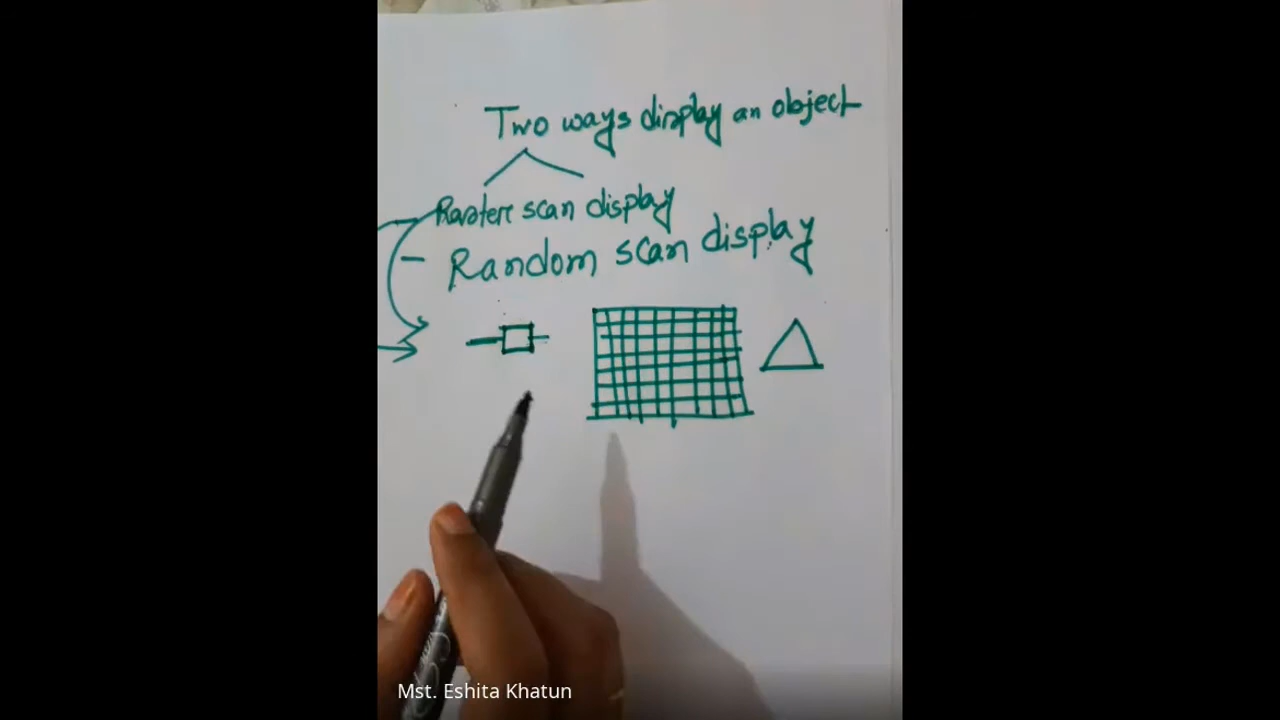 Two ways display an object
Raster scan display
Random scan display
Mst. Eshita Khatun